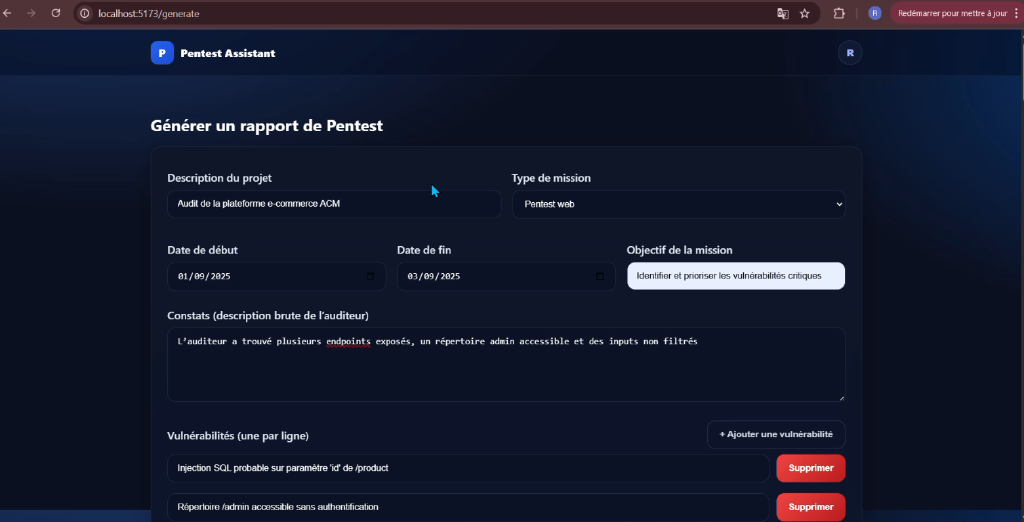 localhost:5173/generate
R
Redémarrer pour mettre à jour
P
Pentest Assistant
R
Générer un rapport de Pentest
Description du projet
Type de mission
Audit de la plateforme e-commerce ACM
Pentest web
Date de début
Date de fin
Objectif de la mission
01/09/2025
03/09/2025
Identifier et prioriser les vulnérabilités critiques
Constats (description brute de l'auditeur)
L'auditeur a trouvé plusieurs endpoints exposés, un répertoire admin accessible et des inputs non filtrés
Vulnérabilités (une par ligne)
+ Ajouter une vulnérabilité
Injection SQL probable sur paramètre 'id' de /product
Supprimer
Répertoire /admin accessible sans authentification
Supprimer